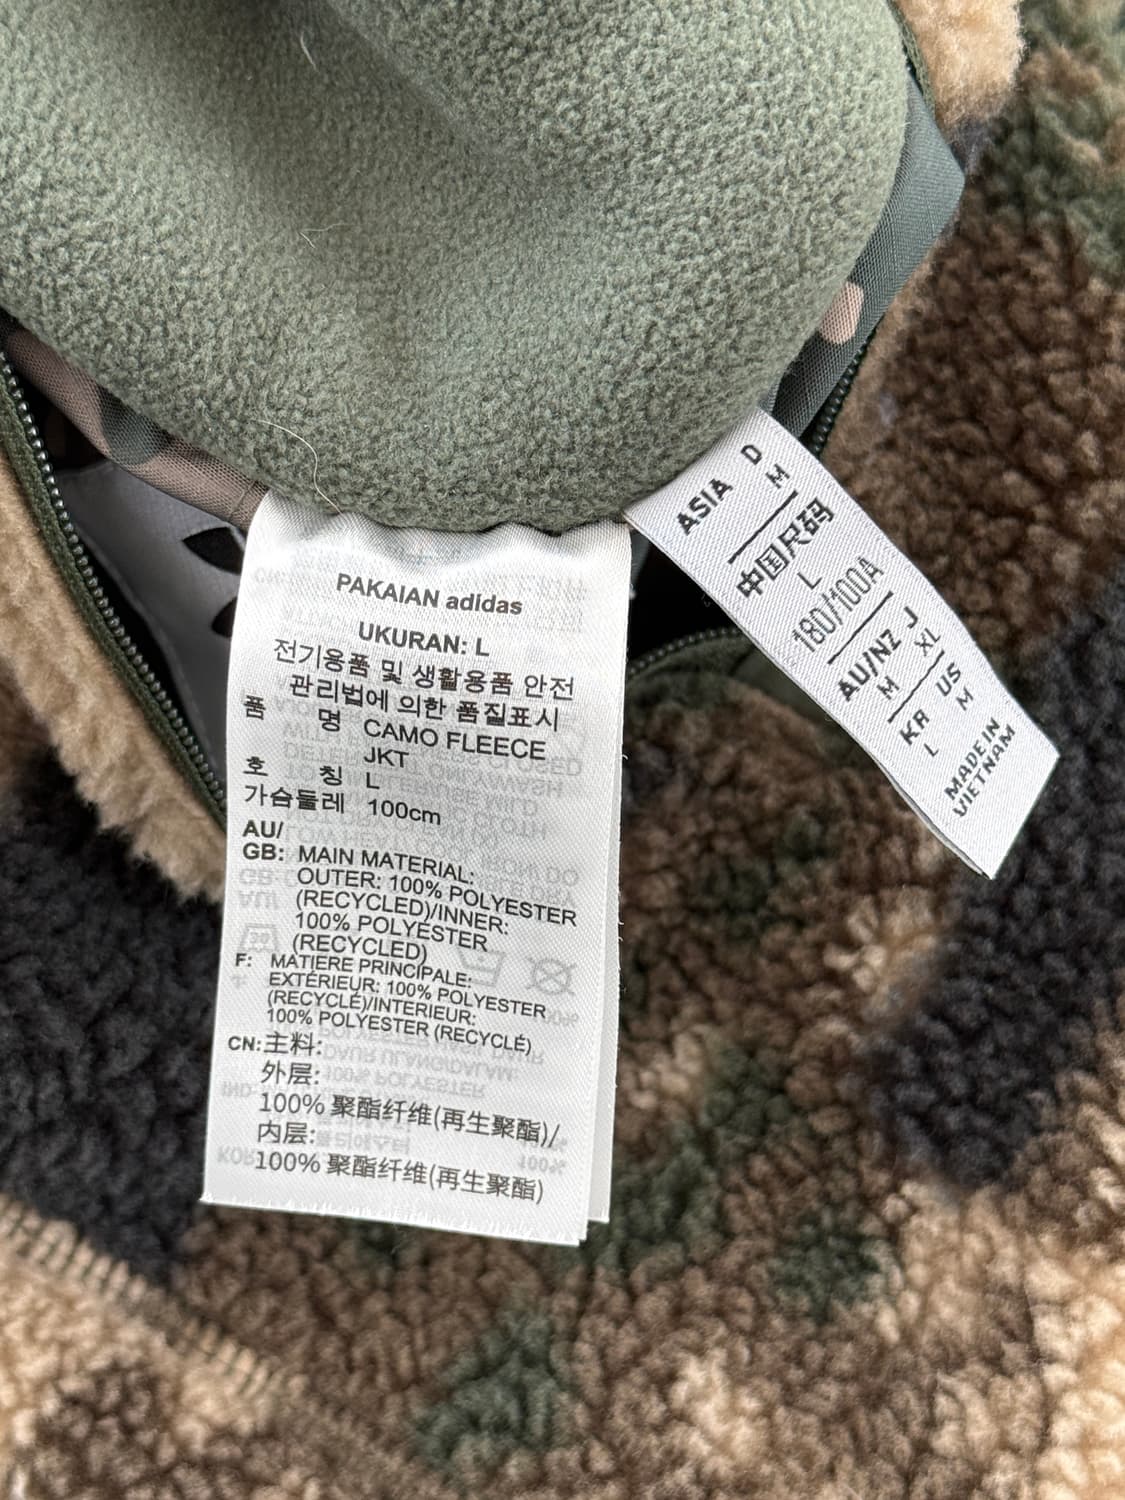 PAKAIAN adidas
UKURAN: L
전기용품 및 생활용품 안전
관리법에 의한 품질표시
품 명 CAMO FLEECE
JKT
호 칭 L
가슴둘레 100cm
AU/
GB: MAIN MATERIAL:
OUTER: 100% POLYESTER
(RECYCLED)/INNER:
100% POLYESTER
(RECYCLED)
F: MATIERE PRINCIPALE:
EXTÉRIEUR: 100% POLYESTER
(RECYCLÉ)/INTERIEUR:
100% POLYESTER (RECYCLÉ)
CN:主料:
外层:
100% 聚酯纤维(再生聚酯)/
内层:
100% 聚酯纤维(再生聚酯)
ASIA D
M
中国尺码
L
180/100A
AU/NZ J
M XL
KR US
L M
MADE IN
VIETNAM